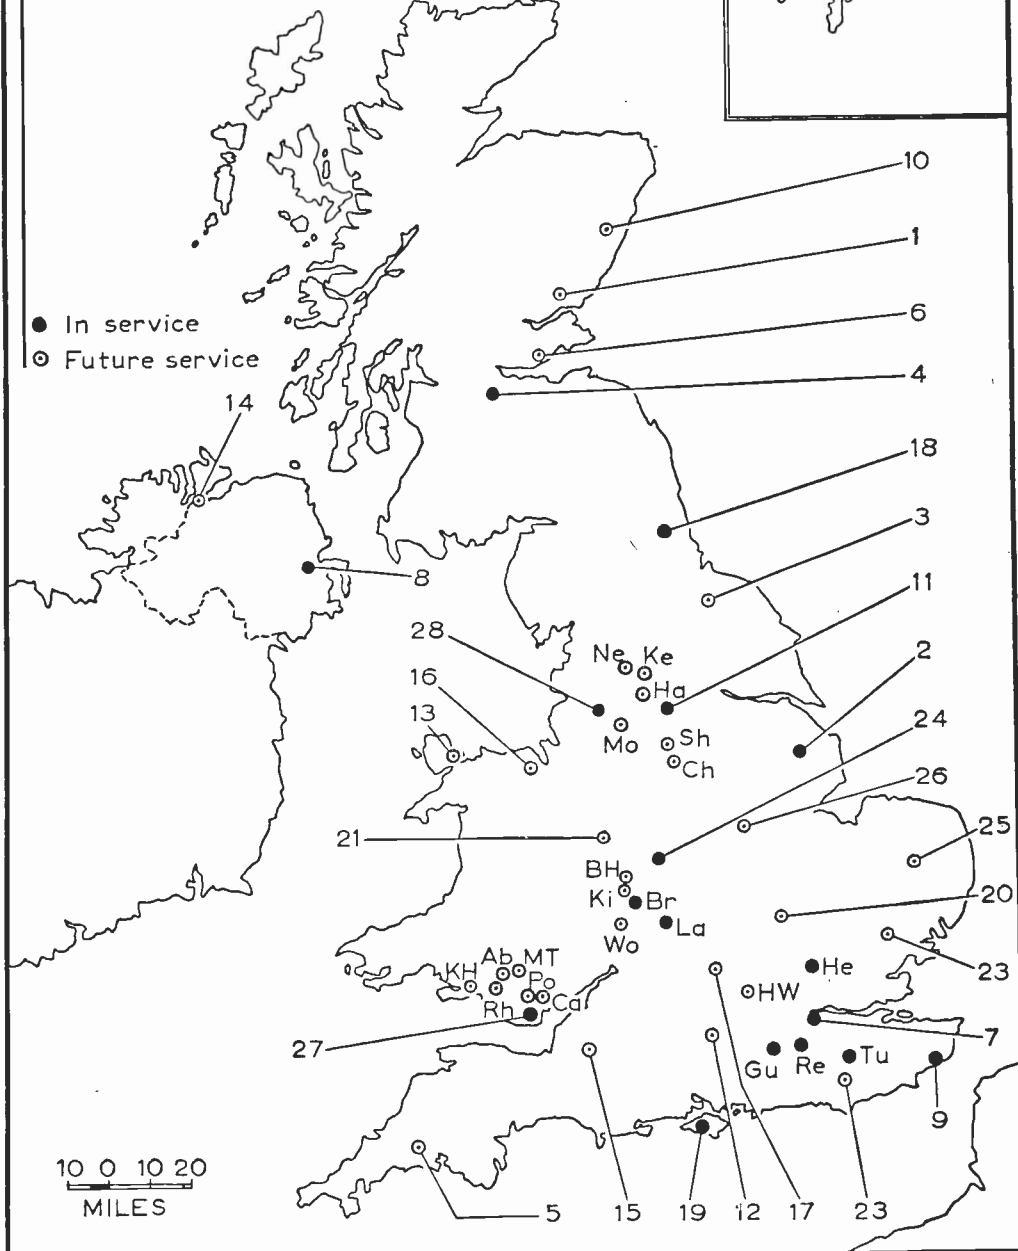 10
1
6
In service
Future service
4
14
18
3
8
11
28
Ne
Ke
2
16
Ha
13
24
Mo
Sh
Ch
26
21
25
BH
Ki
Br
20
La
Wo
Ab
MT
He
23
KH
Po
HW
Rh
Ca
7
27
Gu
Re
Tu
9
10 0 10 20
MILES
5
15
19
12
17
23